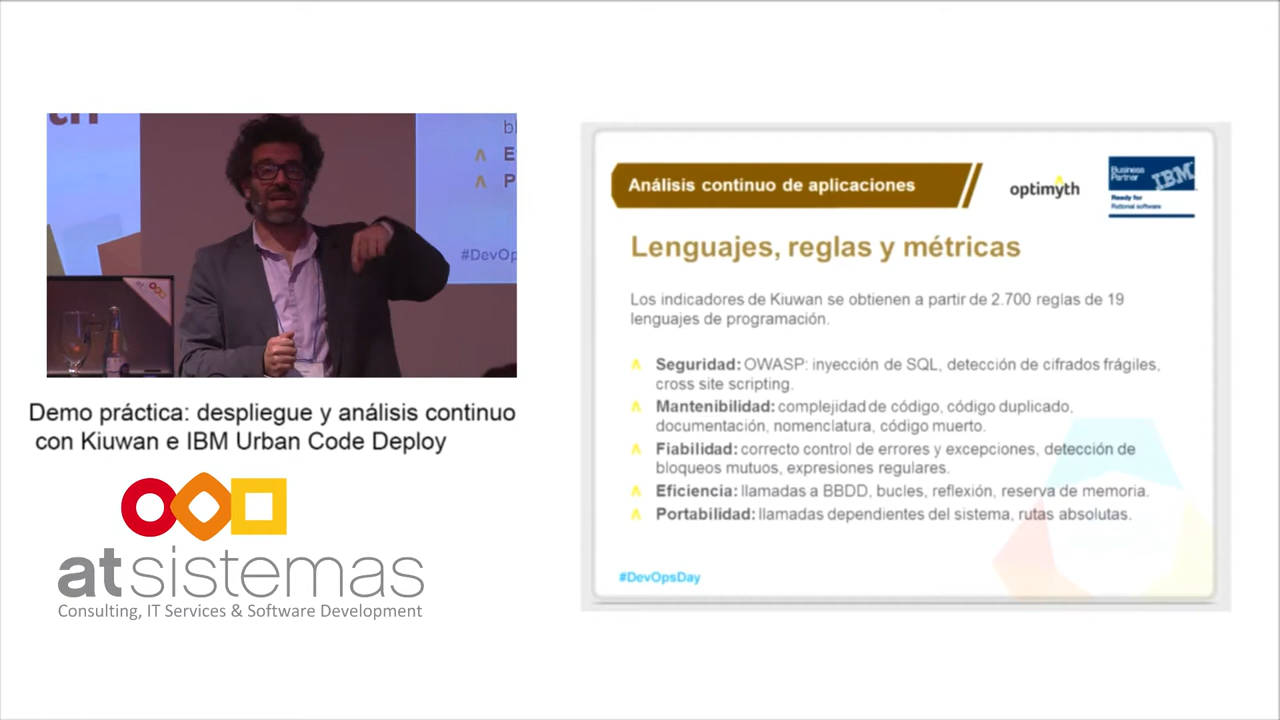 #DevOp
Demo práctica: despliegue y análisis continuo
con Kiuwan e IBM Urban Code Deploy
atsistemas
Consulting, IT Services & Software Development
Análisis continuo de aplicaciones
optimyth
Business
Partner
IBM
Ready for
Rational software
Lenguajes, reglas y métricas
Los indicadores de Kiuwan se obtienen a partir de 2.700 reglas de 19
lenguajes de programación.
Seguridad: OWASP: inyección de SQL, detección de cifrados frágiles,
cross site scripting.
Mantenibilidad: complejidad de código, código duplicado,
documentación, nomenclatura, código muerto.
Fiabilidad: correcto control de errores y excepciones, detección de
bloqueos mutuos, expresiones regulares.
Eficiencia: llamadas a BBDD, bucles, reflexión, reserva de memoria.
Portabilidad: llamadas dependientes del sistema, rutas absolutas.
#DevOpsDay